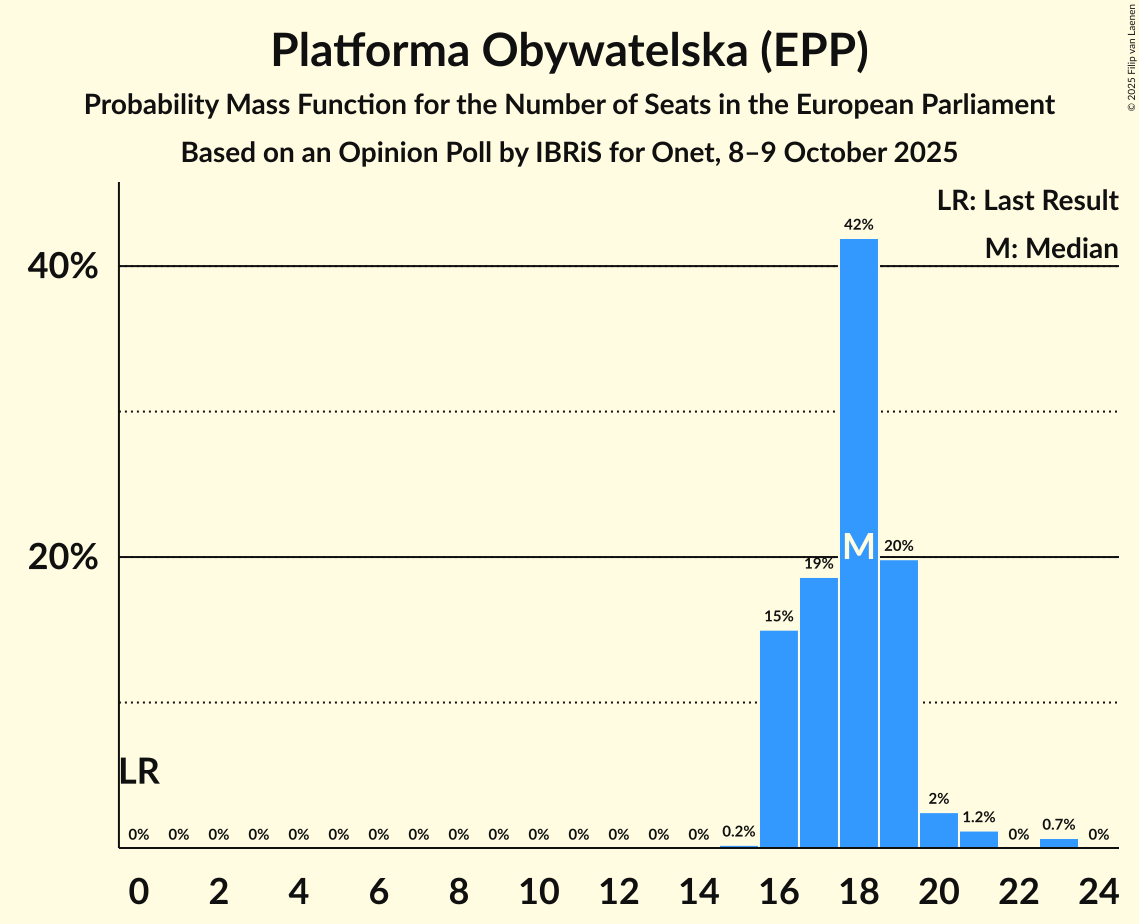 Platforma Obywatelska (EPP)
Probability Mass Function for the Number of Seats in the European Parliament
Based on an Opinion Poll by IBRiS for Onet, 8–9 October 2025
© 2025 Filip van Laenen
LR: Last Result
M: Median
40%
20%
42%
M
20%
19%
15%
LR
0% 0% 0% 0% 0% 0% 0% 0% 0% 0% 0% 0% 0% 0% 0% 0.2% 2% 1.2% 0% 0.7% 0%
0 2 4 6 8 10 12 14 16 18 20 22 24